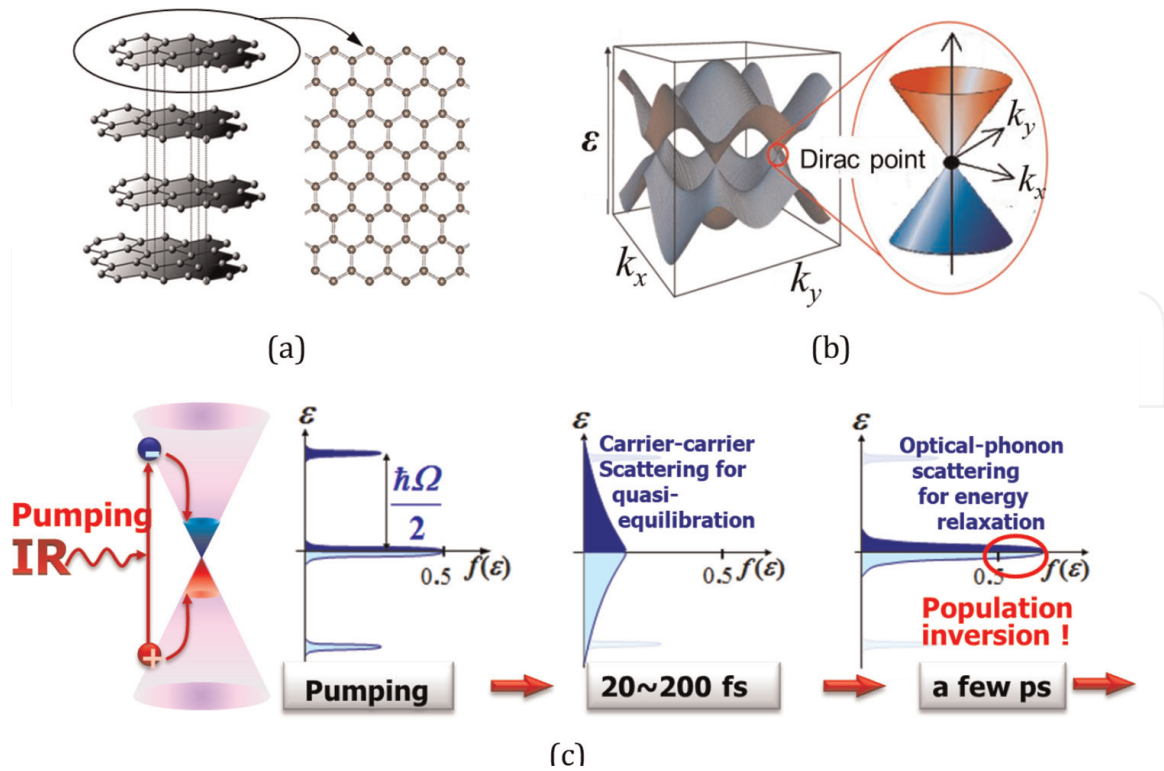 ε
Dirac point
k_y
k_x
k_x
k_y
(a)
(b)
Pumping
IR
ε
ħΩ
2
0.5
f(ε)
Pumping
ε
Carrier-carrier
Scattering for
quasi-
equilibration
0.5
f(ε)
20~200 fs
ε
Optical-phonon
scattering
for energy
relaxation
0.5
f(ε)
Population
inversion !
a few ps
(c)